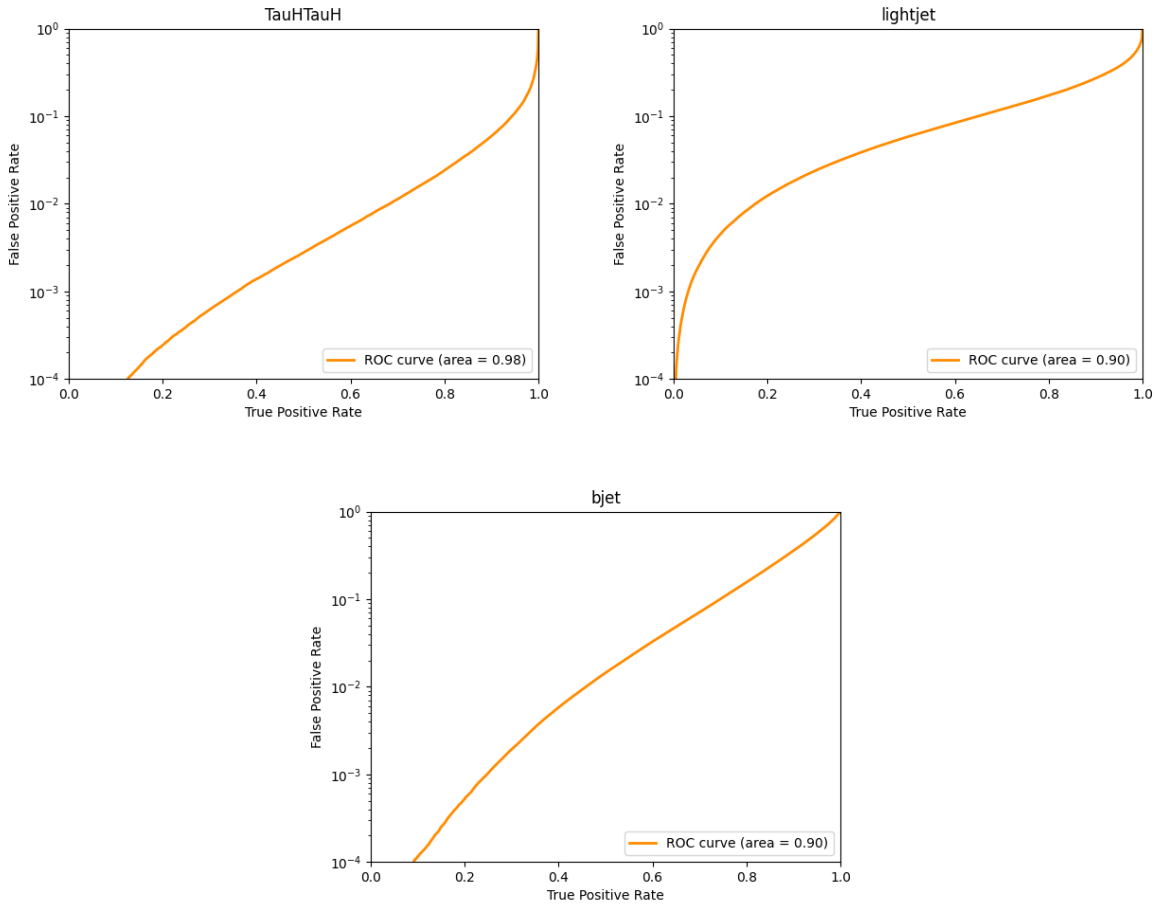 TauHTauH
10^0
10^-1
10^-2
10^-3
10^-4
False Positive Rate
0.0 0.2 0.4 0.6 0.8 1.0
True Positive Rate
ROC curve (area = 0.98)
lightjet
10^0
10^-1
10^-2
10^-3
10^-4
False Positive Rate
0.0 0.2 0.4 0.6 0.8 1.0
True Positive Rate
ROC curve (area = 0.90)
bjet
10^0
10^-1
10^-2
10^-3
10^-4
False Positive Rate
0.0 0.2 0.4 0.6 0.8 1.0
True Positive Rate
ROC curve (area = 0.90)